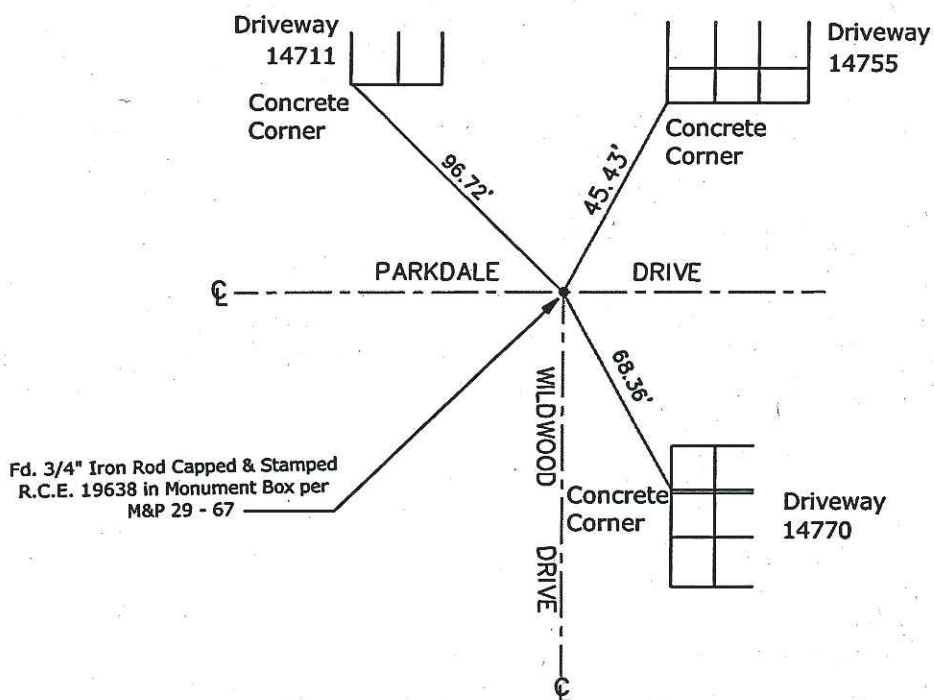 Driveway
14711
Concrete
Corner
Driveway
14755
Concrete
Corner
96.72'
45.43'
℄
PARKDALE DRIVE
68.36'
WILDWOOD DRIVE
Fd. 3/4" Iron Rod Capped & Stamped
R.C.E. 19638 in Monument Box per
M&P 29 - 67
Concrete
Corner
Driveway
14770
℄